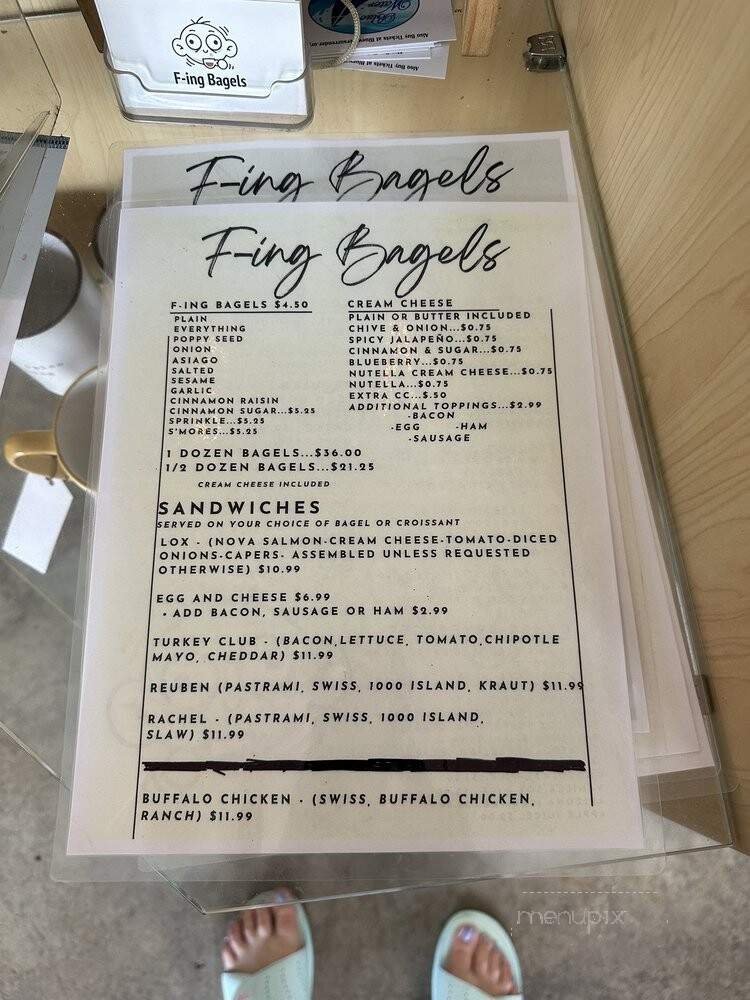 F-ing Bagels
Also Buy Tickets at
F-ing Bagels
F-ing Bagels
F-ING BAGELS $4.50
PLAIN
EVERYTHING
POPPY SEED
ONION
ASIAGO
SALTED
SESAME
GARLIC
CINNAMON RAISIN
CINNAMON SUGAR...$5.25
SPRINKLE...$5.25
S'MORES...$5.25
CREAM CHEESE
PLAIN OR BUTTER INCLUDED
CHIVE & ONION...$0.75
SPICY JALAPEÑO...$0.75
CINNAMON & SUGAR...$0.75
BLUEBERRY...$0.75
NUTELLA CREAM CHEESE...$0.75
NUTELLA...$0.75
EXTRA CC...$.50
ADDITIONAL TOPPINGS...$2.99
-BACON
-EGG -HAM
-SAUSAGE
1 DOZEN BAGELS...$36.00
1/2 DOZEN BAGELS...$21.25
CREAM CHEESE INCLUDED
SANDWICHES
SERVED ON YOUR CHOICE OF BAGEL OR CROISSANT
LOX - (NOVA SALMON-CREAM CHEESE-TOMATO-DICED
ONIONS-CAPERS- ASSEMBLED UNLESS REQUESTED
OTHERWISE) $10.99
EGG AND CHEESE $6.99
• ADD BACON, SAUSAGE OR HAM $2.99
TURKEY CLUB - (BACON,LETTUCE, TOMATO,CHIPOTLE
MAYO, CHEDDAR) $11.99
REUBEN (PASTRAMI, SWISS, 1000 ISLAND, KRAUT) $11.99
RACHEL - (PASTRAMI, SWISS, 1000 ISLAND,
SLAW) $11.99
BUFFALO CHICKEN - (SWISS, BUFFALO CHICKEN,
RANCH) $11.99
menupix